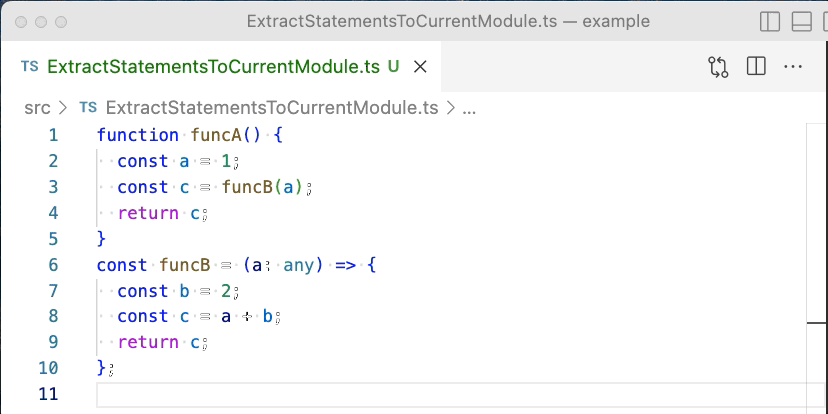 ExtractStatementsToCurrentModule.ts — example
TS ExtractStatementsToCurrentModule.ts U
src > TS ExtractStatementsToCurrentModule.ts > ...
1 function funcA() {
2   const a = 1;
3   const c = funcB(a);
4   return c;
5 }
6 const funcB = (a: any) => {
7   const b = 2;
8   const c = a + b;
9   return c;
10 };
11